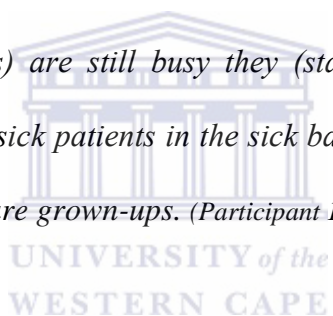 s) are still busy they (sta
sick patients in the sick ba
are grown-ups. (Participant
UNIVERSITY of the
WESTERN CAPE